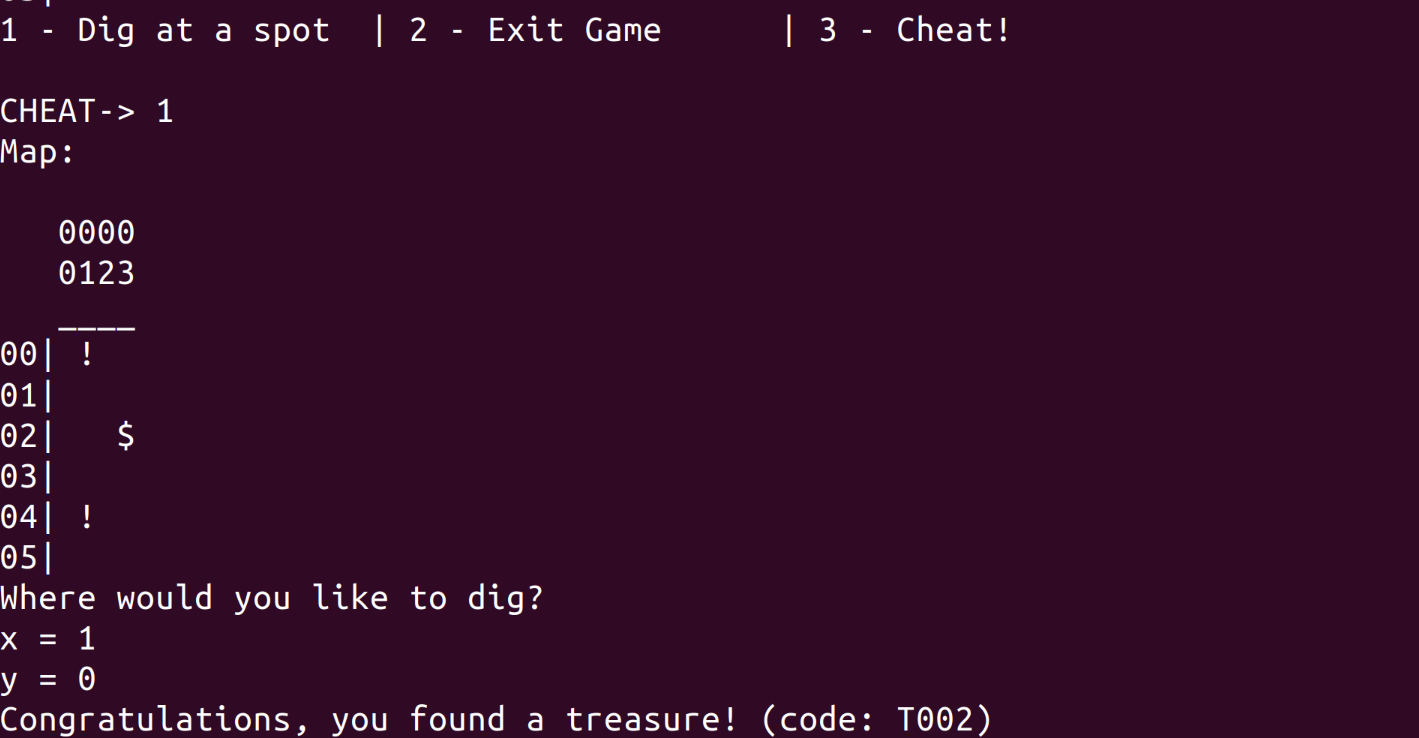 1 - Dig at a spot  | 2 - Exit Game      | 3 - Cheat!
CHEAT-> 1
Map:
   0000
   0123
   ____
00| !
01|
02|   $
03|
04| !
05|
Where would you like to dig?
x = 1
y = 0
Congratulations, you found a treasure! (code: T002)